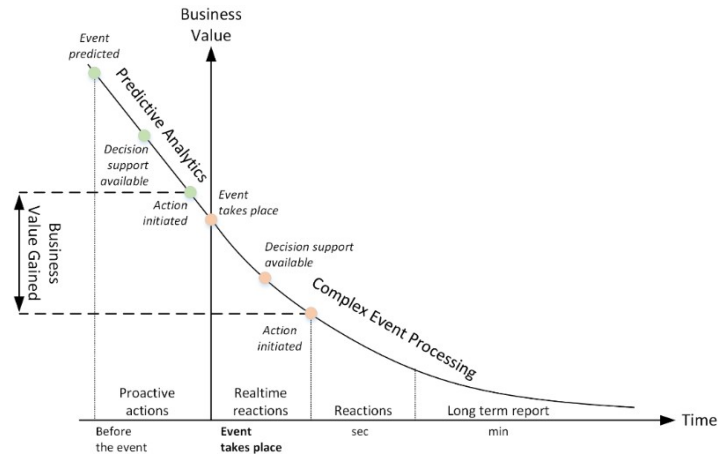 Business
Value
Event
predicted
Predictive Analytics
Decision
support
available
Action
initiated
Event
takes place
Business
Value Gained
Decision support
available
Complex Event Processing
Action
initiated
Proactive
actions
Realtime
reactions
Reactions
Long term report
Time
Before
the event
Event
takes place
sec
min